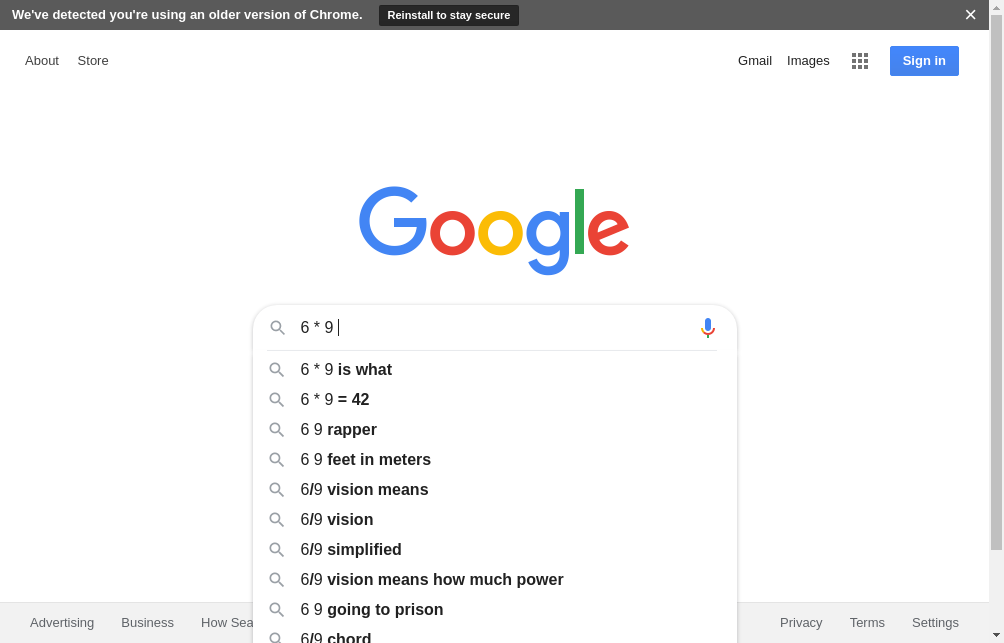 We've detected you're using an older version of Chrome. Reinstall to stay secure
About Store Gmail Images Sign in
Google
6 * 9
6 * 9 is what
6 * 9 = 42
6 9 rapper
6 9 feet in meters
6/9 vision means
6/9 vision
6/9 simplified
6/9 vision means how much power
6 9 going to prison
6/9 chord
Advertising Business How Sea Privacy Terms Settings